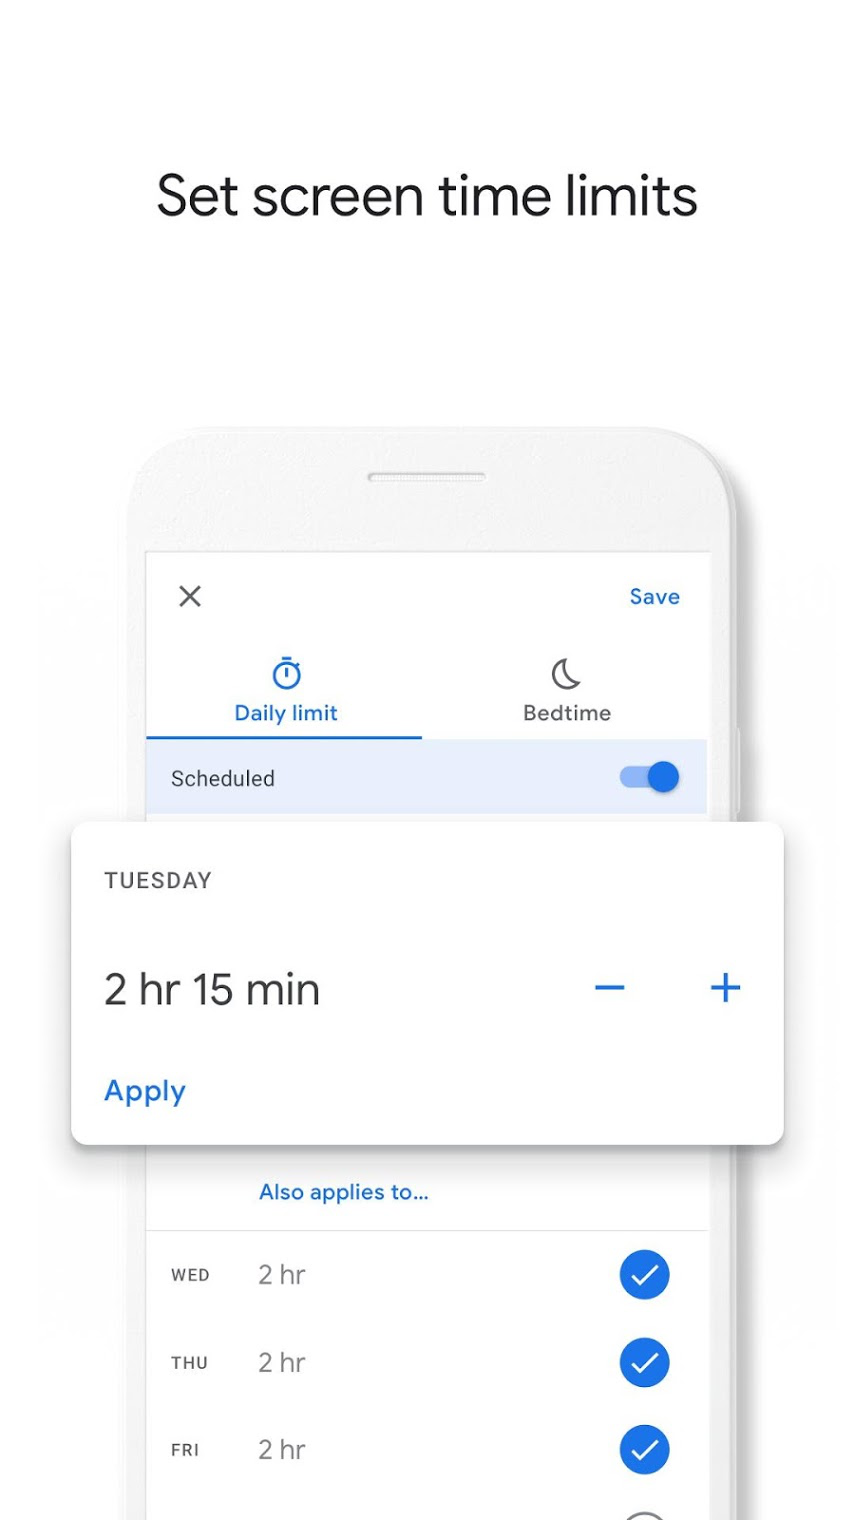 Set screen time limits
Save
Daily limit
Bedtime
Scheduled
TUESDAY
2 hr 15 min
Apply
Also applies to...
WED 2 hr
THU 2 hr
FRI 2 hr